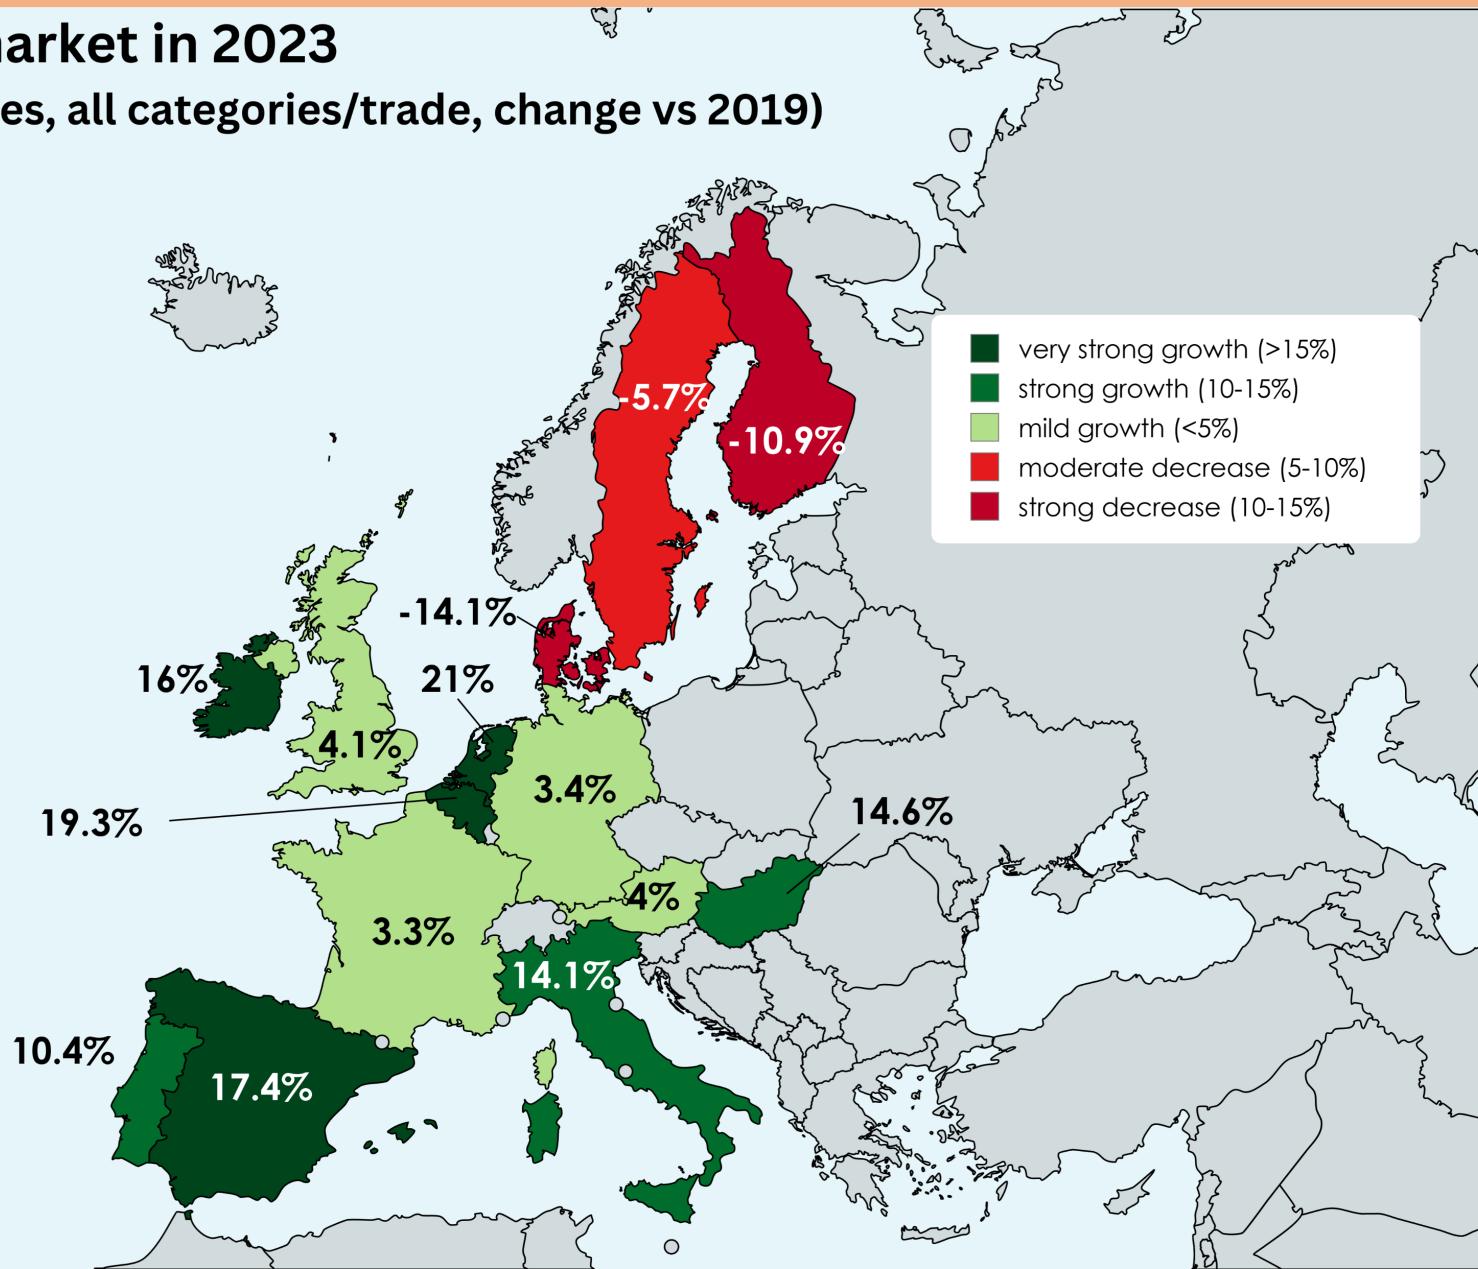 market in 2023
es, all categories/trade, change vs 2019)
very strong growth (>15%)
strong growth (10-15%)
mild growth (<5%)
moderate decrease (5-10%)
strong decrease (10-15%)
-5.7%
-10.9%
-14.1%
16%
21%
4.1%
3.4%
19.3%
14.6%
4%
3.3%
14.1%
10.4%
17.4%